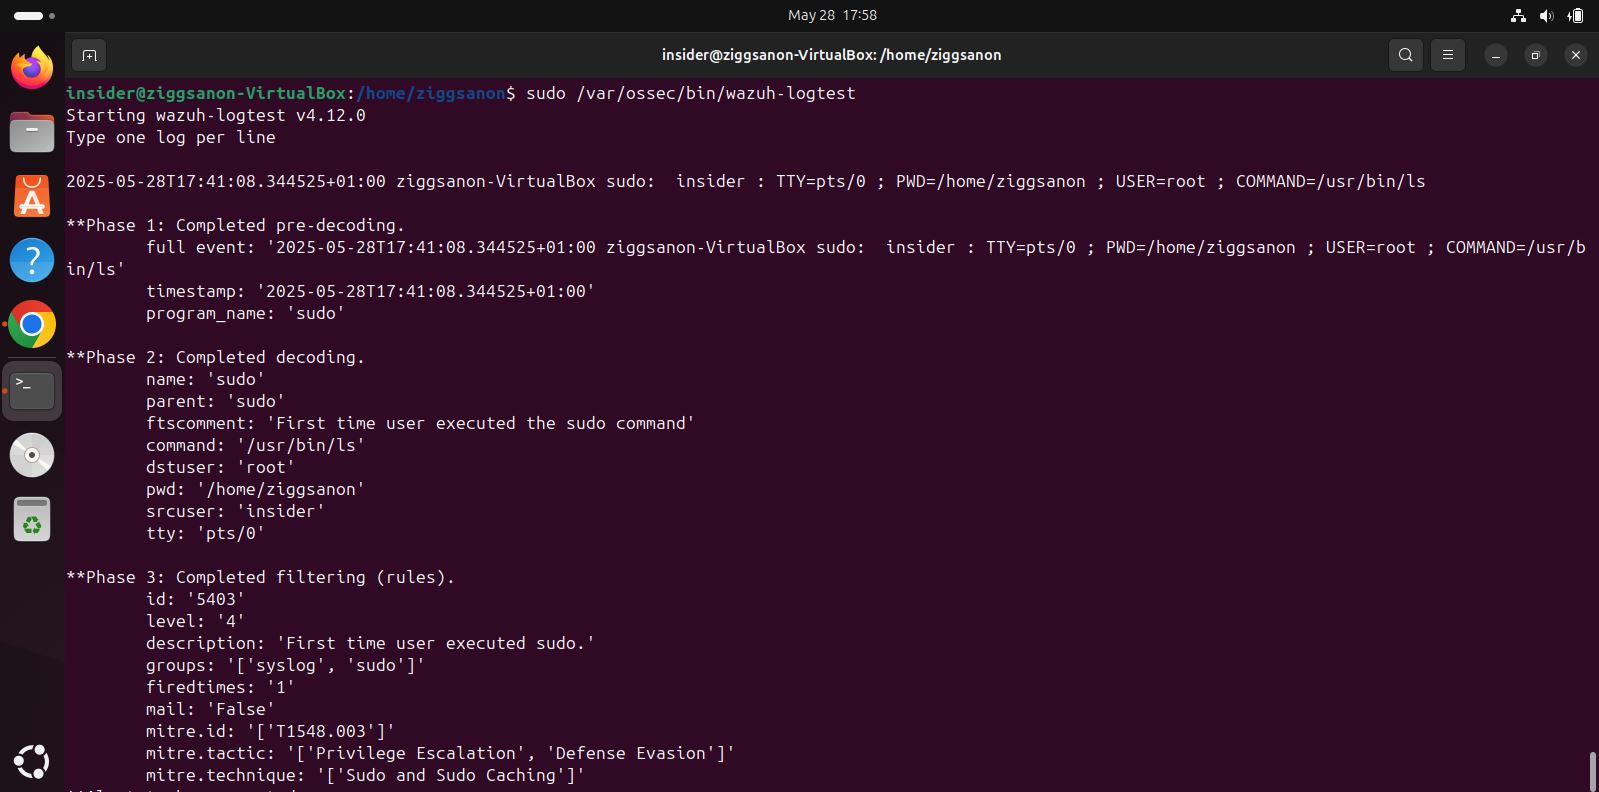 May 28 17:58
insider@ziggsanon-VirtualBox: /home/ziggsanon
insider@ziggsanon-VirtualBox:/home/ziggsanon$ sudo /var/ossec/bin/wazuh-logtest
Starting wazuh-logtest v4.12.0
Type one log per line
2025-05-28T17:41:08.344525+01:00 ziggsanon-VirtualBox sudo:  insider : TTY=pts/0 ; PWD=/home/ziggsanon ; USER=root ; COMMAND=/usr/bin/ls
**Phase 1: Completed pre-decoding.
full event: '2025-05-28T17:41:08.344525+01:00 ziggsanon-VirtualBox sudo:  insider : TTY=pts/0 ; PWD=/home/ziggsanon ; USER=root ; COMMAND=/usr/b
in/ls'
timestamp: '2025-05-28T17:41:08.344525+01:00'
program_name: 'sudo'
**Phase 2: Completed decoding.
name: 'sudo'
parent: 'sudo'
ftscomment: 'First time user executed the sudo command'
command: '/usr/bin/ls'
dstuser: 'root'
pwd: '/home/ziggsanon'
srcuser: 'insider'
tty: 'pts/0'
**Phase 3: Completed filtering (rules).
id: '5403'
level: '4'
description: 'First time user executed sudo.'
groups: '['syslog', 'sudo']'
firedtimes: '1'
mail: 'False'
mitre.id: '['T1548.003']'
mitre.tactic: '['Privilege Escalation', 'Defense Evasion']'
mitre.technique: '['Sudo and Sudo Caching']'